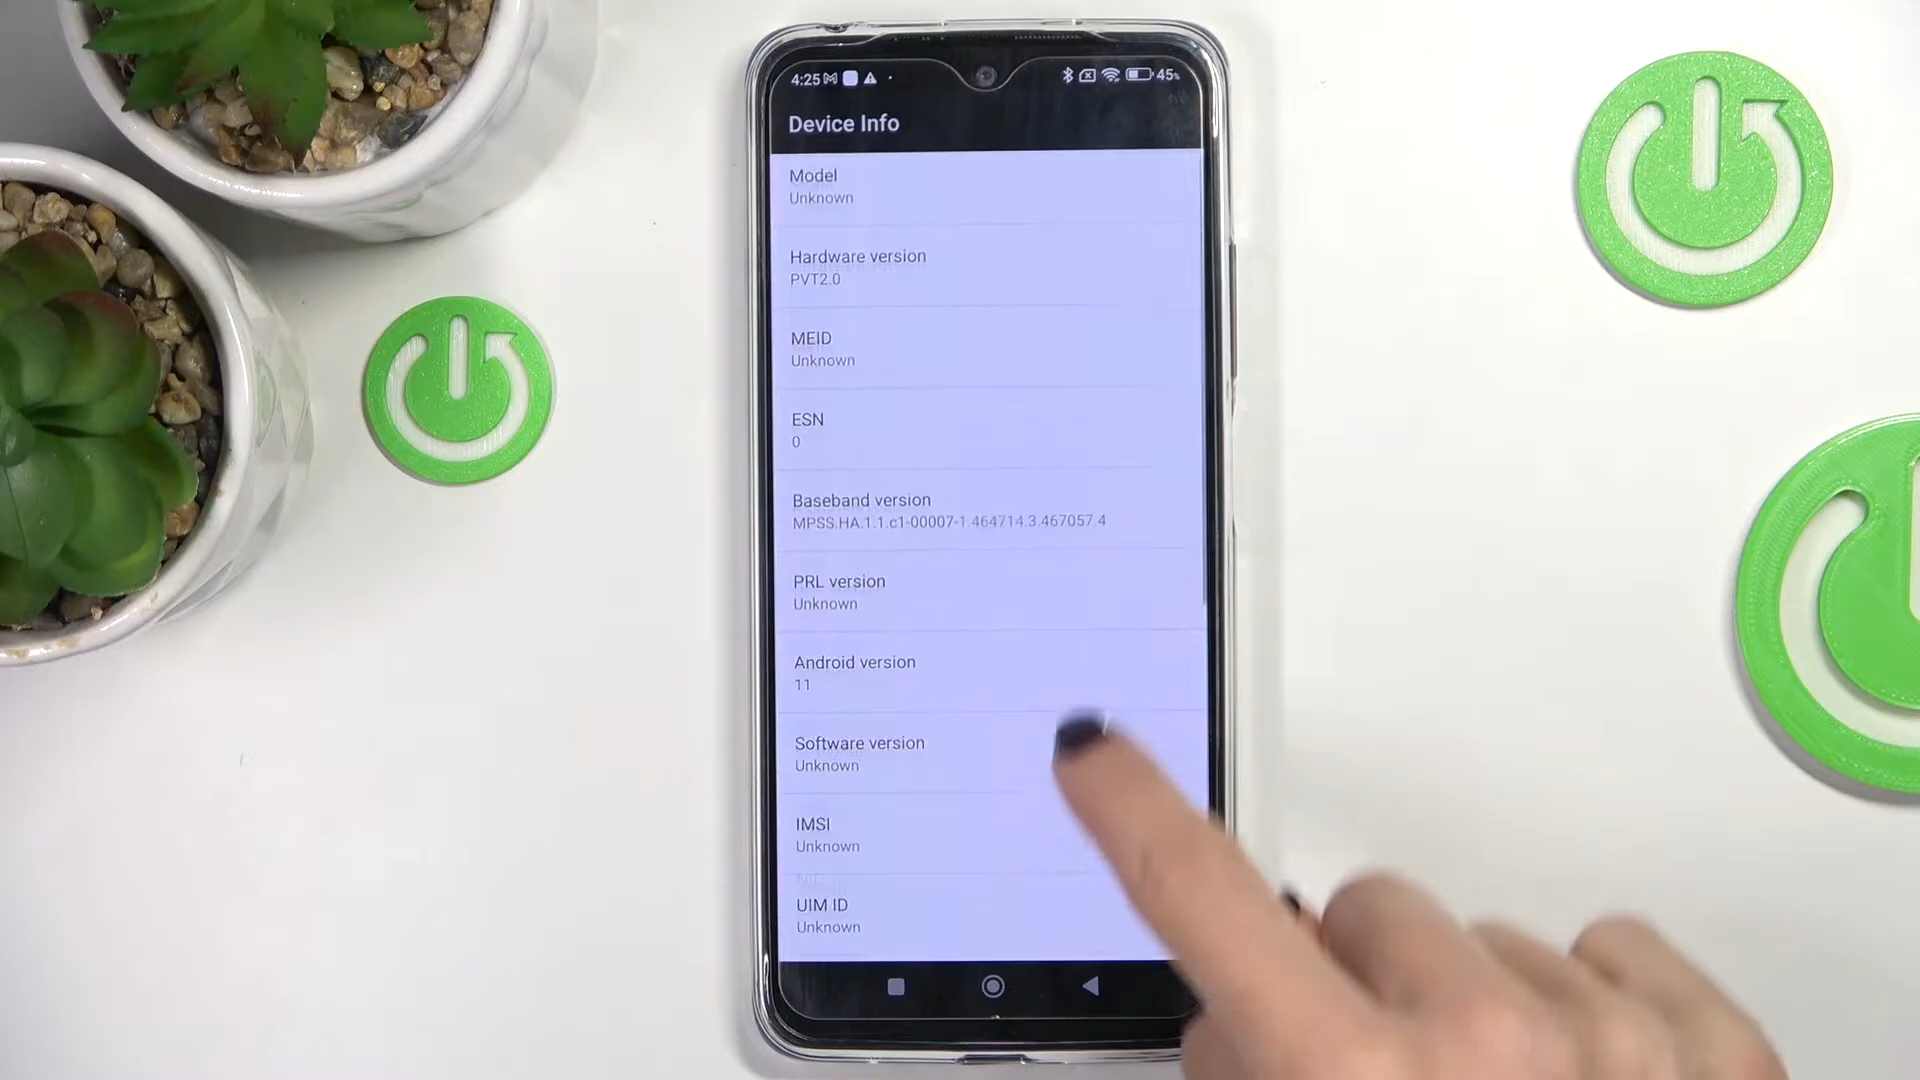 4:25
45%
Device Info
Model
Unknown
Hardware version
PVT2.0
MEID
Unknown
ESN
0
Baseband version
MPSS.HA.1.1.c1-00007-1.464714.3.467057.4
PRL version
Unknown
Android version
11
Software version
Unknown
IMSI
Unknown
UIM ID
Unknown